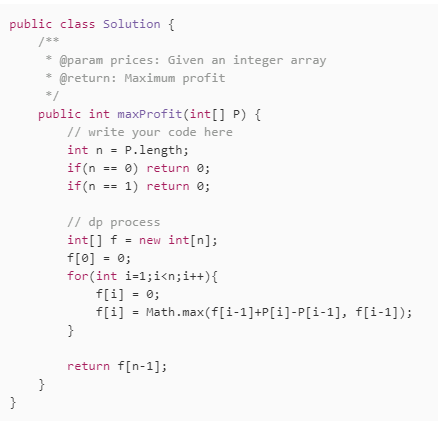 public class Solution {
    /**
     * @param prices: Given an integer array
     * @return: Maximum profit
     */
    public int maxProfit(int[] P) {
        // write your code here
        int n = P.length;
        if(n == 0) return 0;
        if(n == 1) return 0;

        // dp process
        int[] f = new int[n];
        f[0] = 0;
        for(int i=1;i<n;i++){
            f[i] = 0;
            f[i] = Math.max(f[i-1]+P[i]-P[i-1], f[i-1]);
        }

        return f[n-1];
    }
}